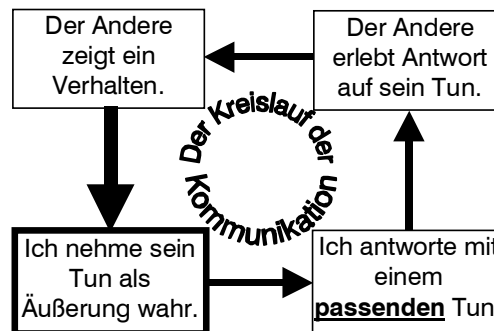 Der Andere
zeigt ein
Verhalten.
Der Andere
erlebt Antwort
auf sein Tun.
Der Kreislauf der
Kommunikation
Ich nehme sein
Tun als
Äußerung wahr.
Ich antworte mit
einem
passenden Tun